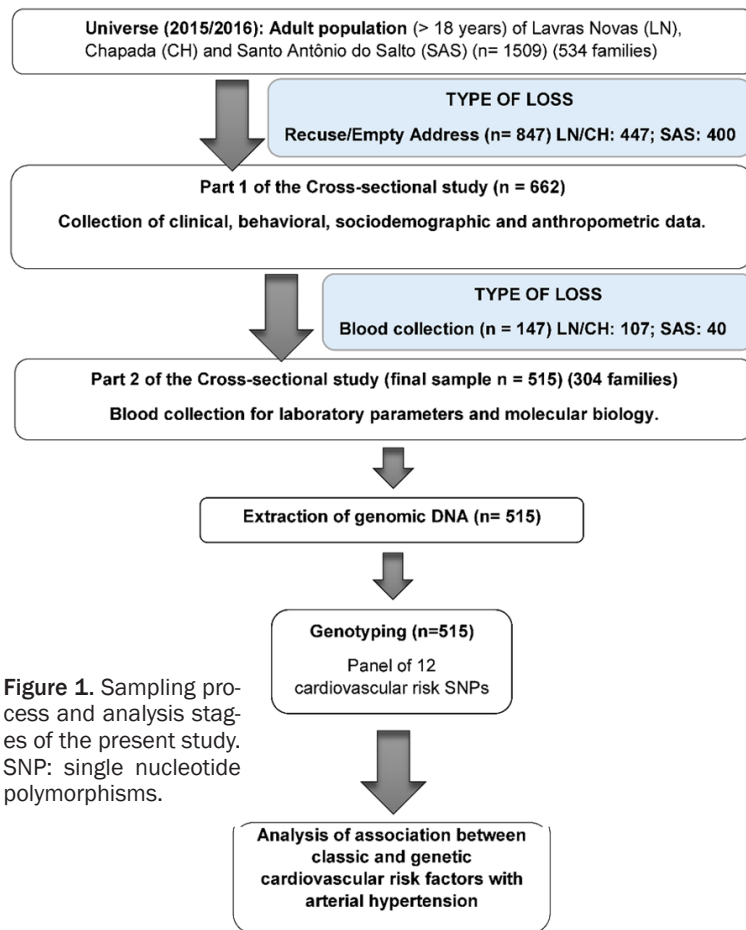 Universe (2015/2016): Adult population (> 18 years) of Lavras Novas (LN),
Chapada (CH) and Santo Antônio do Salto (SAS) (n= 1509) (534 families)
TYPE OF LOSS
Recuse/Empty Address (n= 847) LN/CH: 447; SAS: 400
Part 1 of the Cross-sectional study (n = 662)
Collection of clinical, behavioral, sociodemographic and anthropometric data.
TYPE OF LOSS
Blood collection (n = 147) LN/CH: 107; SAS: 40
Part 2 of the Cross-sectional study (final sample n = 515) (304 families)
Blood collection for laboratory parameters and molecular biology.
Extraction of genomic DNA (n= 515)
Genotyping (n=515)
Panel of 12
cardiovascular risk SNPs
Figure 1. Sampling pro-
cess and analysis stag-
es of the present study.
SNP: single nucleotide
polymorphisms.
Analysis of association between
classic and genetic
cardiovascular risk factors with
arterial hypertension